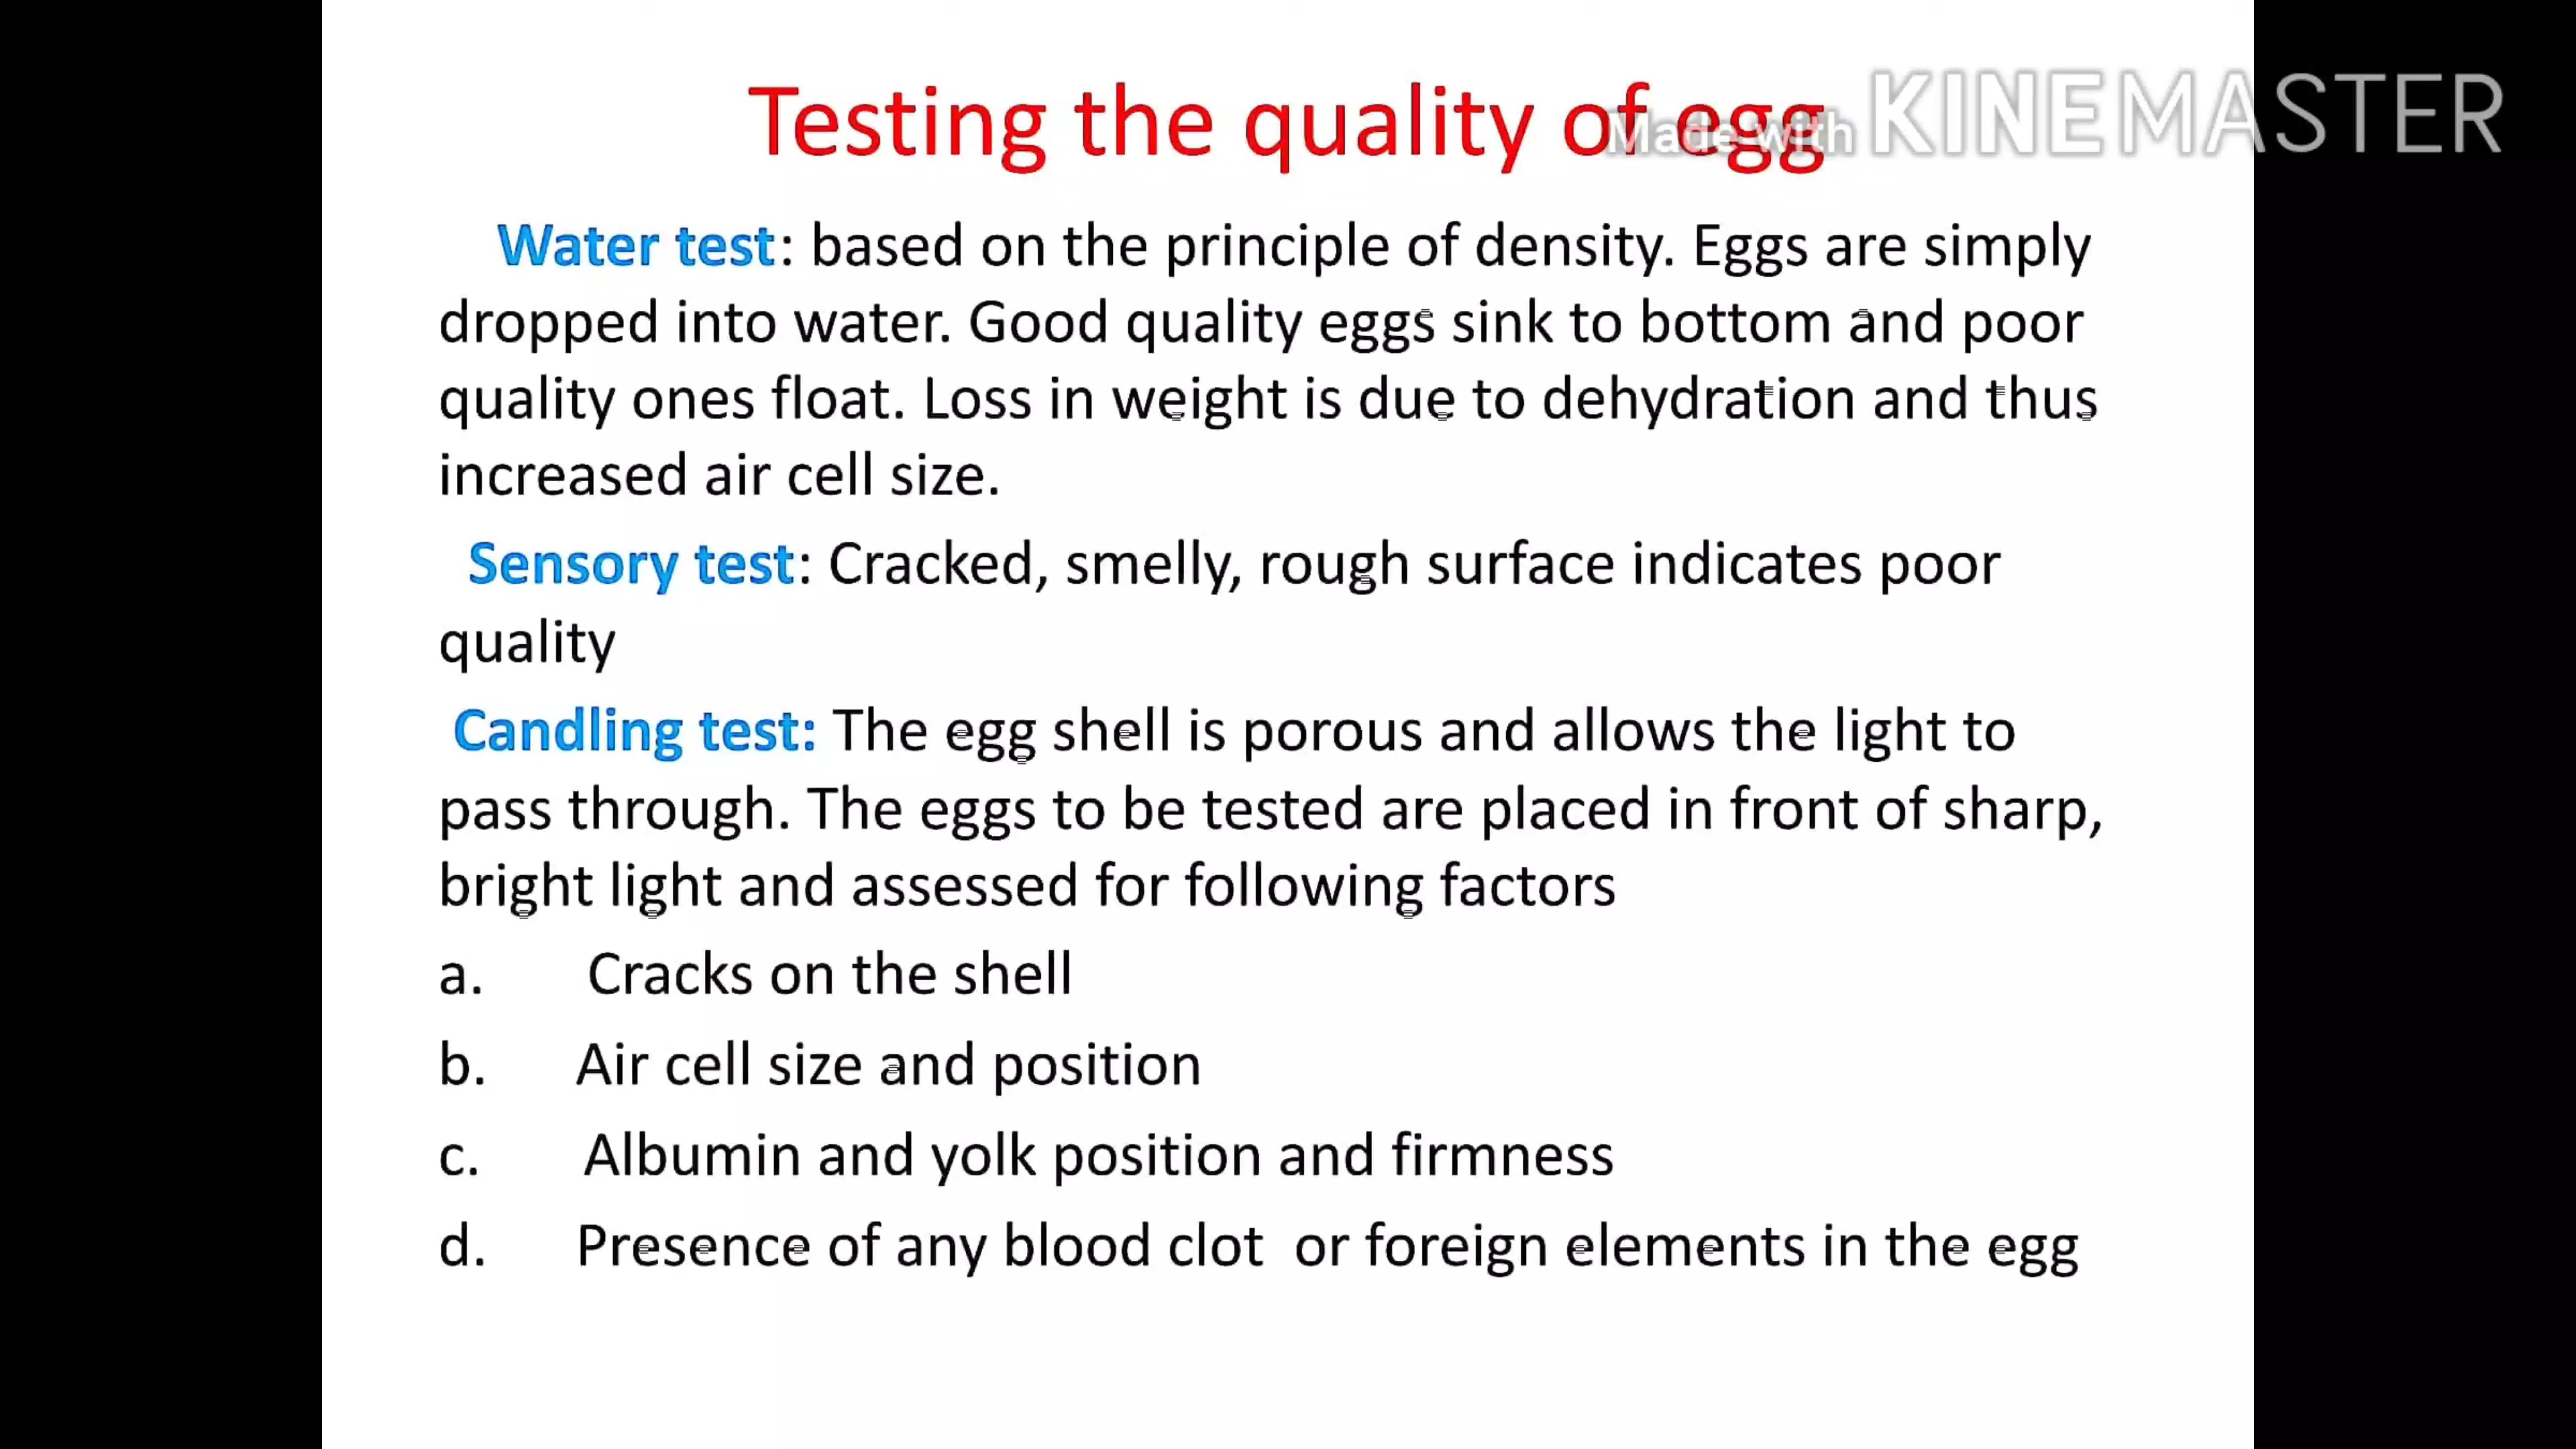 Testing the quality of egg
Made with KINEMASTER
Water test: based on the principle of density. Eggs are simply
dropped into water. Good quality eggs sink to bottom and poor
quality ones float. Loss in weight is due to dehydration and thus
increased air cell size.
Sensory test: Cracked, smelly, rough surface indicates poor
quality
Candling test: The egg shell is porous and allows the light to
pass through. The eggs to be tested are placed in front of sharp,
bright light and assessed for following factors
a. Cracks on the shell
b. Air cell size and position
c. Albumin and yolk position and firmness
d. Presence of any blood clot or foreign elements in the egg